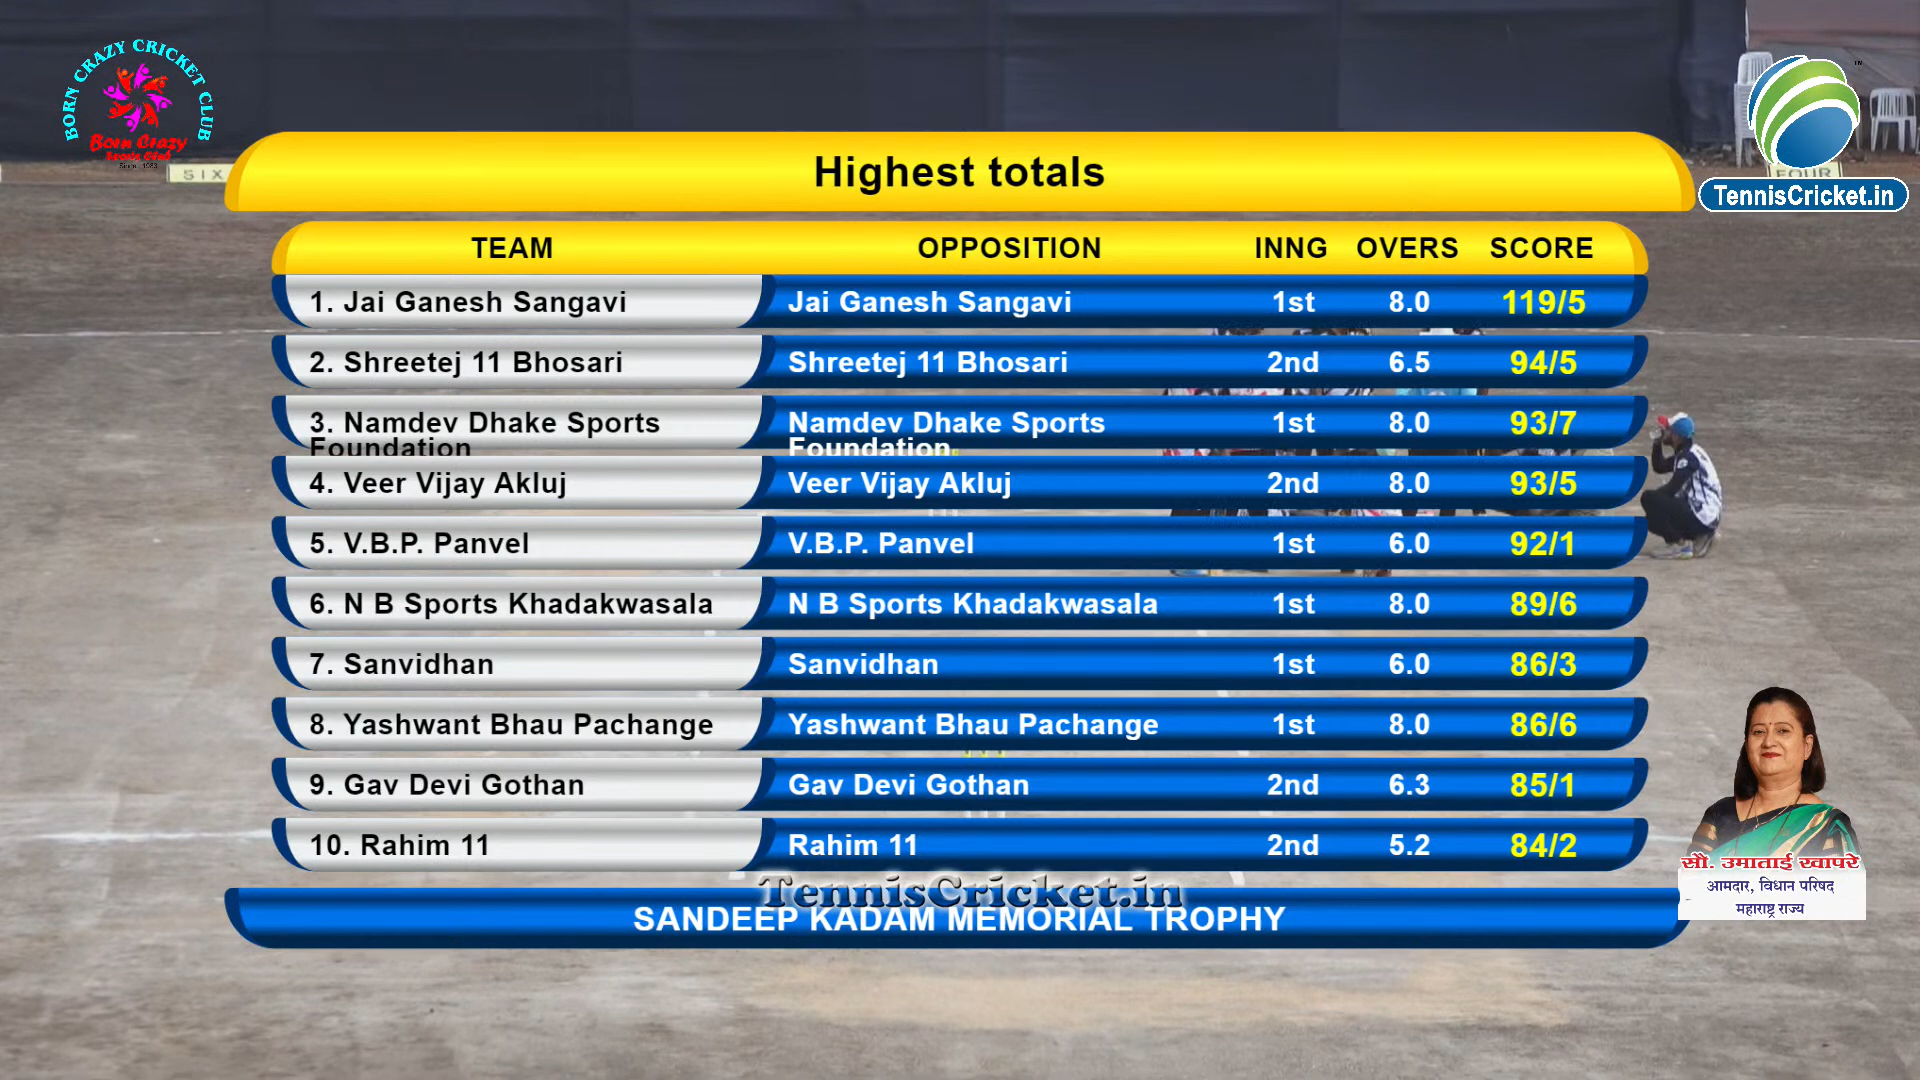 BORN CRAZY CRICKET CLUB
Born Crazy
Sports Club
Since 1983
SIX
FOUR
TennisCricket.in
Highest totals
TEAM OPPOSITION INNG OVERS SCORE
1. Jai Ganesh Sangavi Jai Ganesh Sangavi 1st 8.0 119/5
2. Shreetej 11 Bhosari Shreetej 11 Bhosari 2nd 6.5 94/5
3. Namdev Dhake Sports Foundation Namdev Dhake Sports Foundation 1st 8.0 93/7
4. Veer Vijay Akluj Veer Vijay Akluj 2nd 8.0 93/5
5. V.B.P. Panvel V.B.P. Panvel 1st 6.0 92/1
6. N B Sports Khadakwasala N B Sports Khadakwasala 1st 8.0 89/6
7. Sanvidhan Sanvidhan 1st 6.0 86/3
8. Yashwant Bhau Pachange Yashwant Bhau Pachange 1st 8.0 86/6
9. Gav Devi Gothan Gav Devi Gothan 2nd 6.3 85/1
10. Rahim 11 Rahim 11 2nd 5.2 84/2
TennisCricket.in
SANDEEP KADAM MEMORIAL TROPHY
सौ. उमाताई खापरे
आमदार, विधान परिषद
महाराष्ट्र राज्य